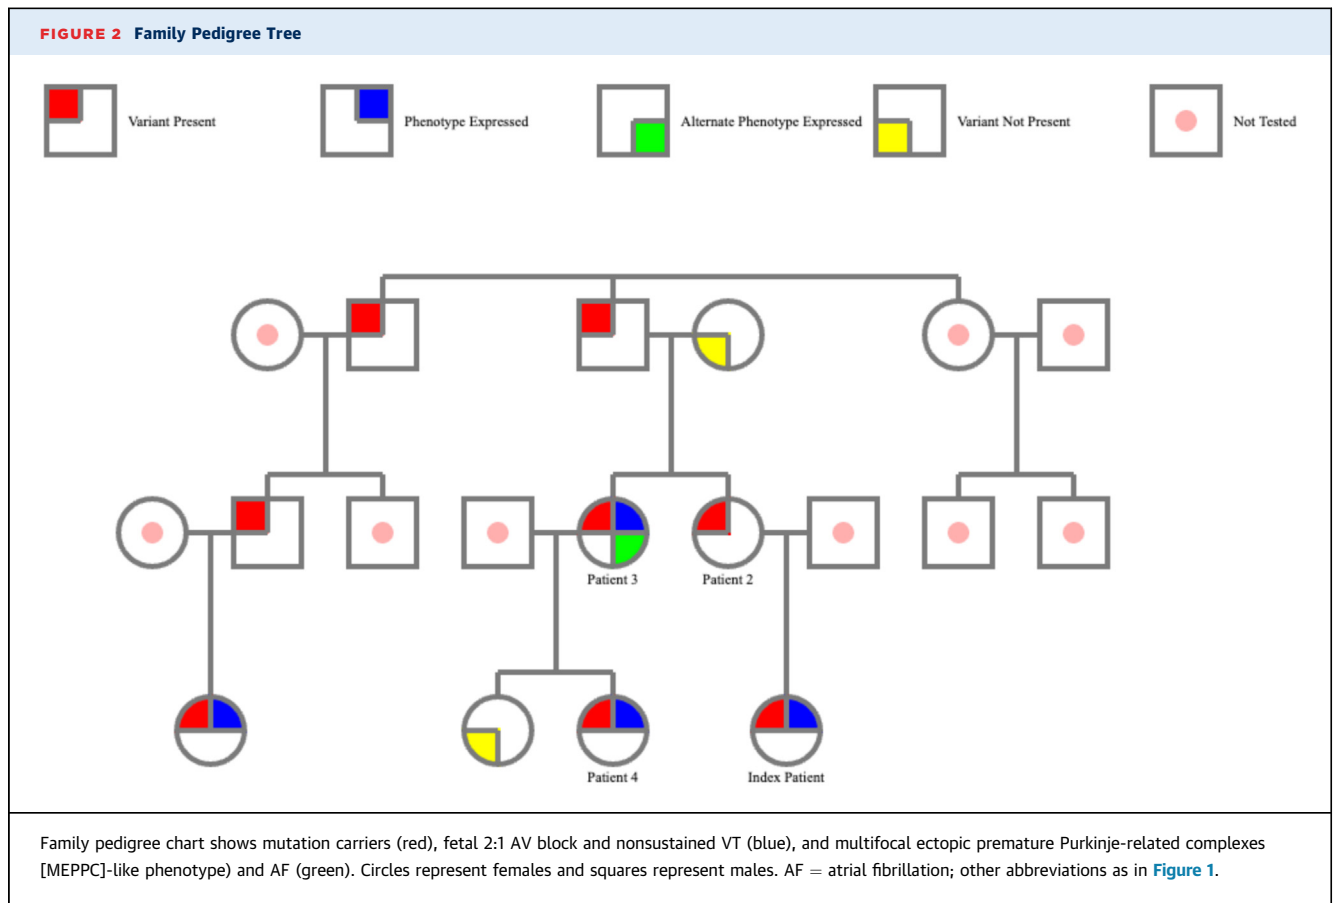 FIGURE 2 Family Pedigree Tree
Variant Present
Phenotype Expressed
Alternate Phenotype Expressed
Variant Not Present
Not Tested
Patient 3
Patient 2
Patient 4
Index Patient
Family pedigree chart shows mutation carriers (red), fetal 2:1 AV block and nonsustained VT (blue), and multifocal ectopic premature Purkinje-related complexes
[MEPPC]-like phenotype) and AF (green). Circles represent females and squares represent males. AF = atrial fibrillation; other abbreviations as in Figure 1.